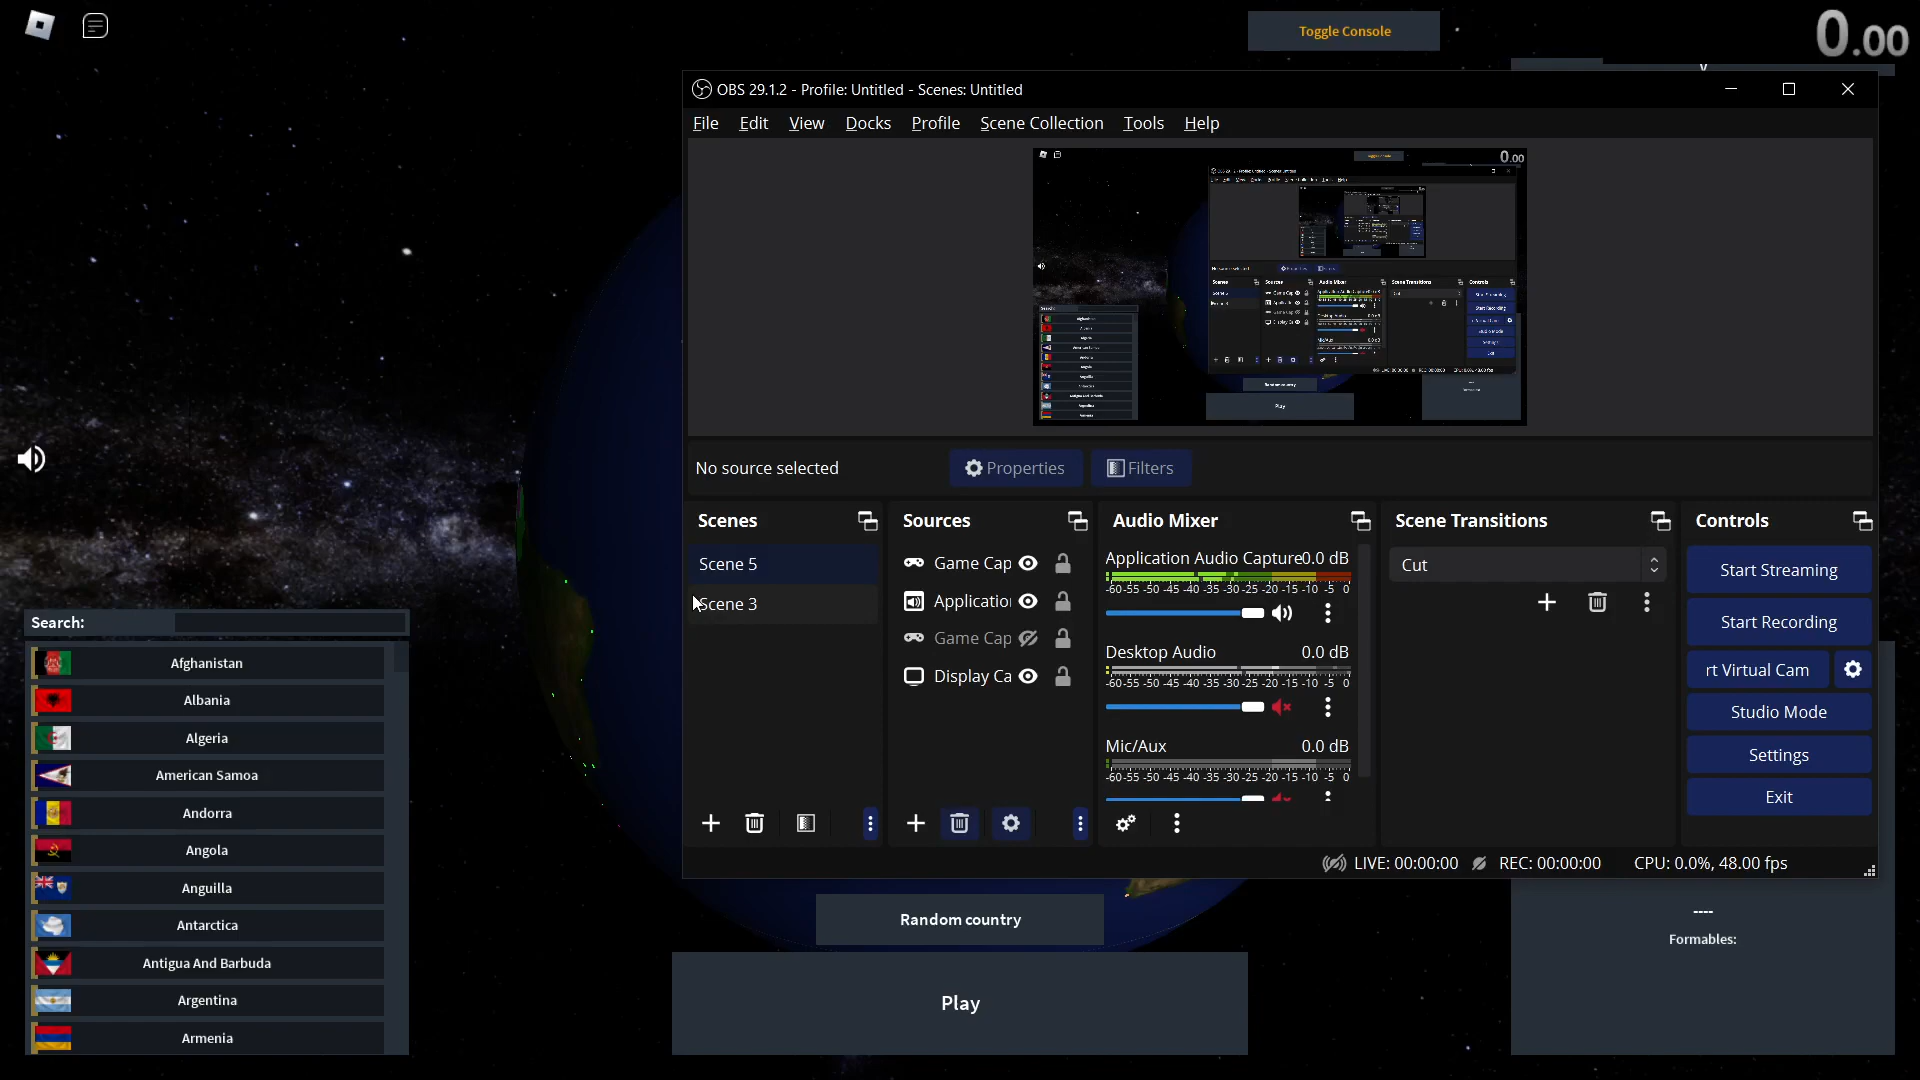 Toggle Console
0.00
OBS 29.1.2 - Profile: Untitled - Scenes: Untitled
File Edit View Docks Profile Scene Collection Tools Help
No source selected
Properties
Filters
Scenes
Scene 5
Scene 3
Sources
Game Cap
Applicatio
Game Cap
Display Ca
Audio Mixer
Application Audio Capture 0.0 dB
-60 -55 -50 -45 -40 -35 -30 -25 -20 -15 -10 -5 0
Desktop Audio 0.0 dB
-60 -55 -50 -45 -40 -35 -30 -25 -20 -15 -10 -5 0
Mic/Aux 0.0 dB
-60 -55 -50 -45 -40 -35 -30 -25 -20 -15 -10 -5 0
Scene Transitions
Cut
Controls
Start Streaming
Start Recording
rt Virtual Cam
Studio Mode
Settings
Exit
LIVE: 00:00:00 REC: 00:00:00 CPU: 0.0%, 48.00 fps
Search:
Afghanistan
Albania
Algeria
American Samoa
Andorra
Angola
Anguilla
Antarctica
Antigua And Barbuda
Argentina
Armenia
Random country
Play
----
Formables: